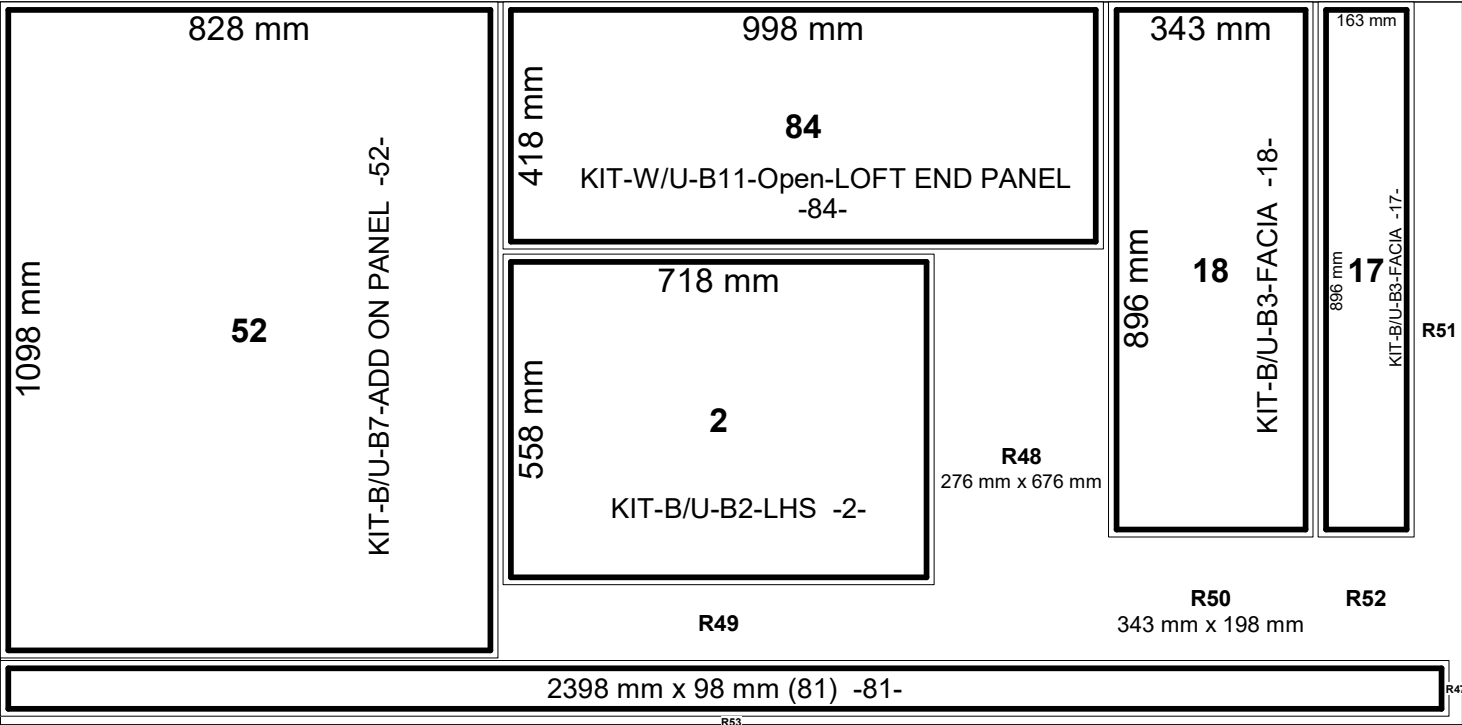 828 mm
1098 mm
52
KIT-B/U-B7-ADD ON PANEL -52-
998 mm
418 mm
84
KIT-W/U-B11-Open-LOFT END PANEL
-84-
718 mm
558 mm
2
KIT-B/U-B2-LHS -2-
R48
276 mm x 676 mm
R49
343 mm
896 mm
18
KIT-B/U-B3-FACIA -18-
163 mm
896 mm
17
KIT-B/U-B3-FACIA -17-
R51
R50
343 mm x 198 mm
R52
2398 mm x 98 mm (81) -81-
R47
R53